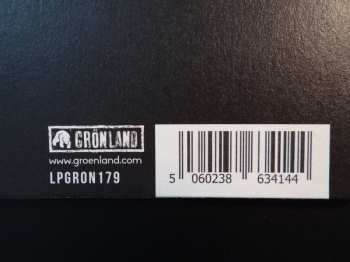 GRÖNLAND
www.groenland.com
LPGRON179
5 060238 634144